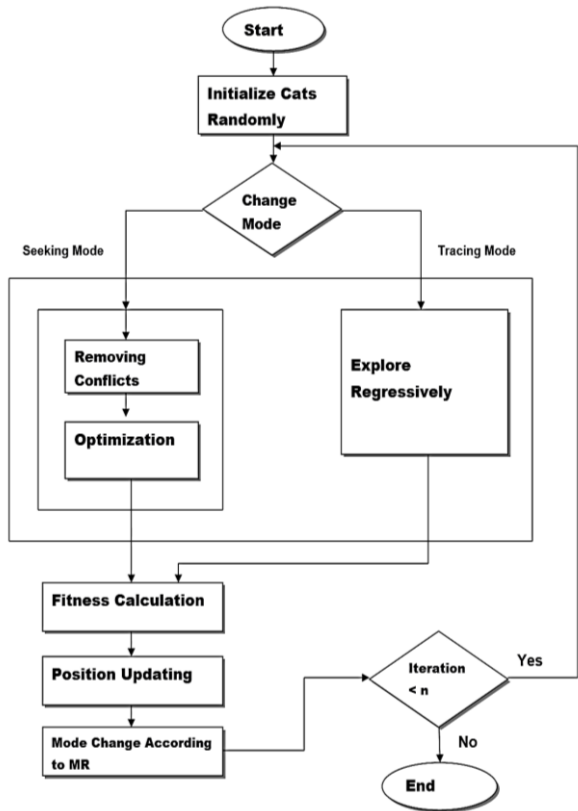 Start
Initialize Cats
Randomly
Change
Mode
Seeking Mode
Tracing Mode
Removing
Conflicts
Optimization
Explore
Regressively
Fitness Calculation
Position Updating
Mode Change According
to MR
Iteration
< n
Yes
No
End